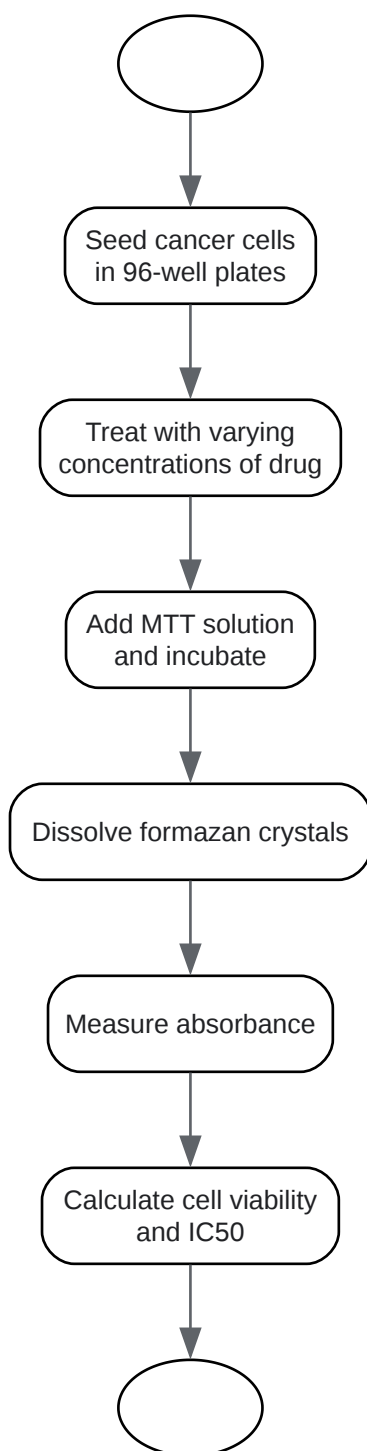 Seed cancer cells
in 96-well plates
Treat with varying
concentrations of drug
Add MTT solution
and incubate
Dissolve formazan crystals
Measure absorbance
Calculate cell viability
and IC50